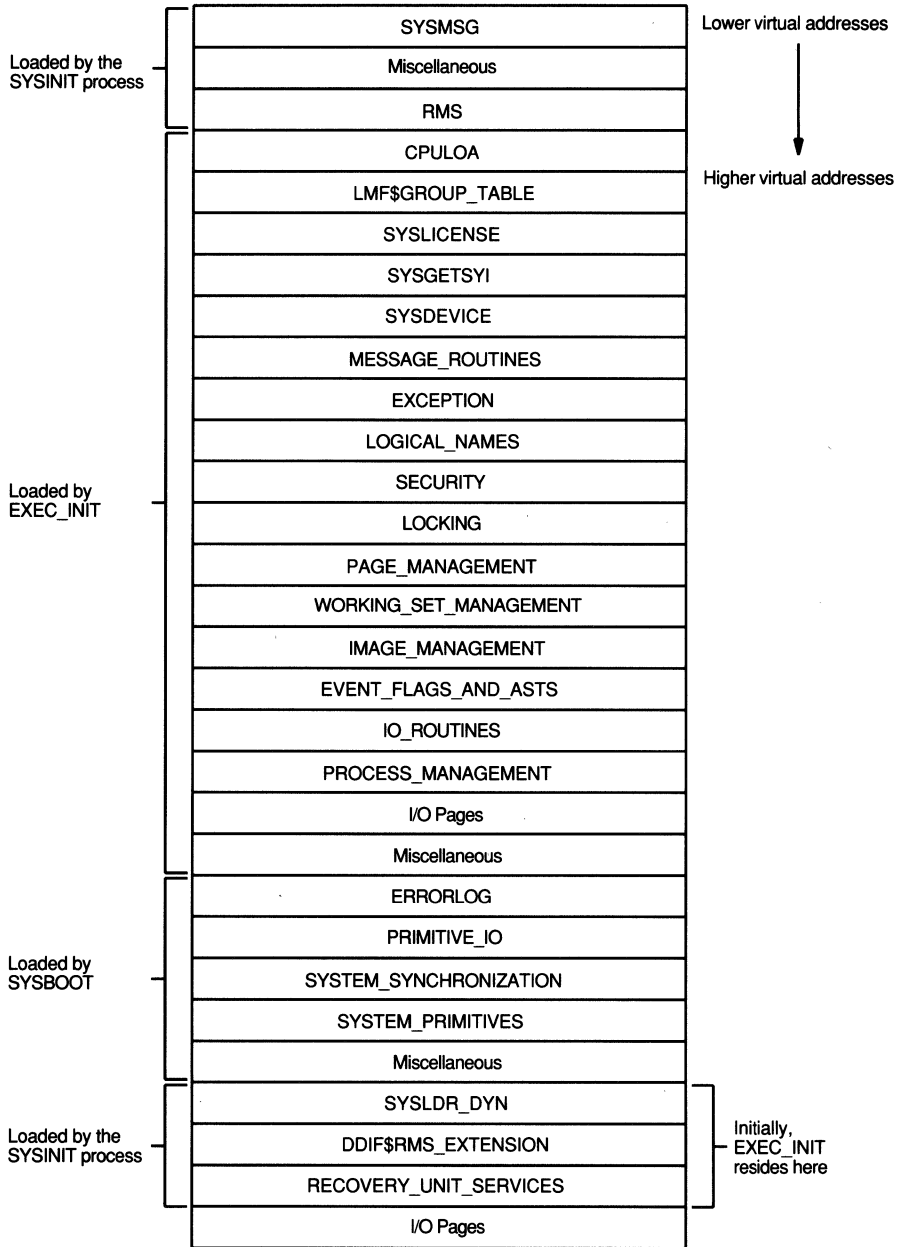 SYSMSG
Lower virtual addresses
Loaded by the
SYSINIT process
Miscellaneous
RMS
CPULOA
Higher virtual addresses
LMF$GROUP_TABLE
SYSLICENSE
SYSGETSYI
SYSDEVICE
MESSAGE_ROUTINES
EXCEPTION
LOGICAL_NAMES
Loaded by
EXEC_INIT
SECURITY
LOCKING
PAGE_MANAGEMENT
WORKING_SET_MANAGEMENT
IMAGE_MANAGEMENT
EVENT_FLAGS_AND_ASTS
IO_ROUTINES
PROCESS_MANAGEMENT
I/O Pages
Miscellaneous
ERRORLOG
PRIMITIVE_IO
Loaded by
SYSBOOT
SYSTEM_SYNCHRONIZATION
SYSTEM_PRIMITIVES
Miscellaneous
SYSLDR_DYN
Loaded by the
SYSINIT process
DDIF$RMS_EXTENSION
Initially,
EXEC_INIT
resides here
RECOVERY_UNIT_SERVICES
I/O Pages